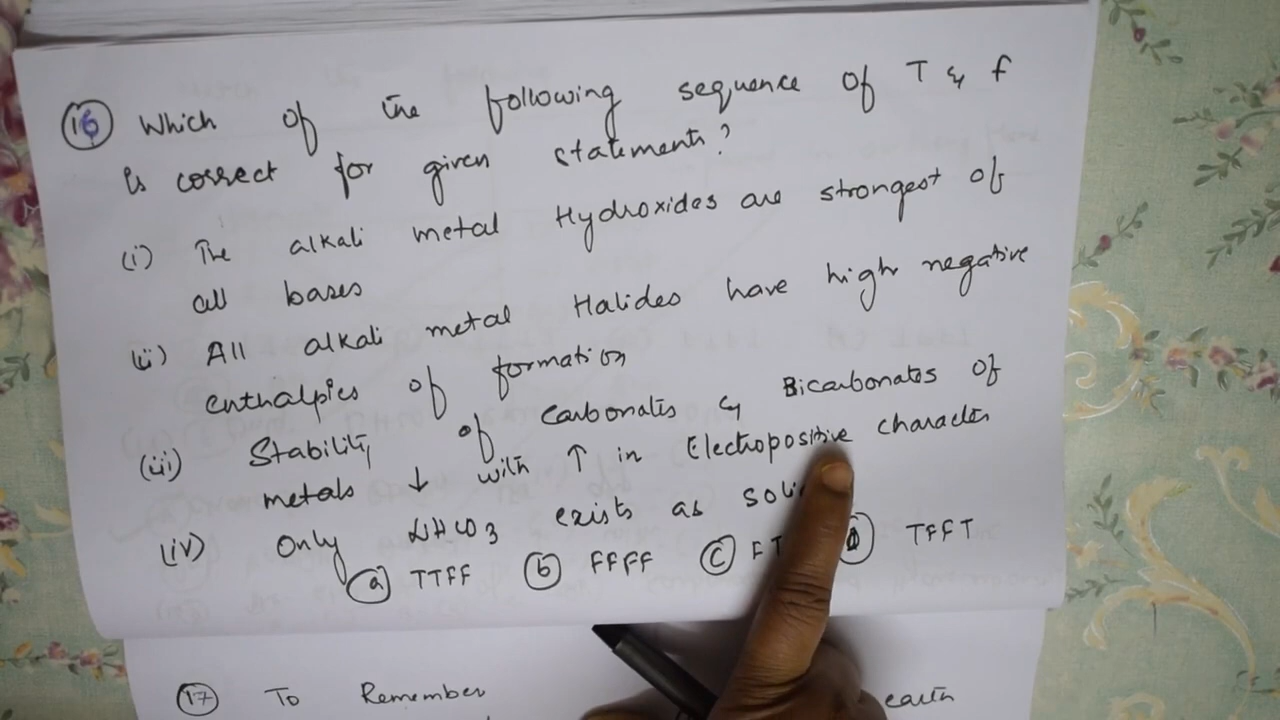 16 Which of the following sequence of T & F
is correct for given statements?
(i) The alkali metal Hydroxides are strongest of
all bases
(ii) All alkali metal Halides have high negative
enthalpies of formation
(iii) Stability of carbonates & Bicarbonates of
metals ↓ with ↑ in Electropositive character
(iv) Only LiHCO3 exists as
a TTFF b FFFF c d TFFT
17 To Remember earth